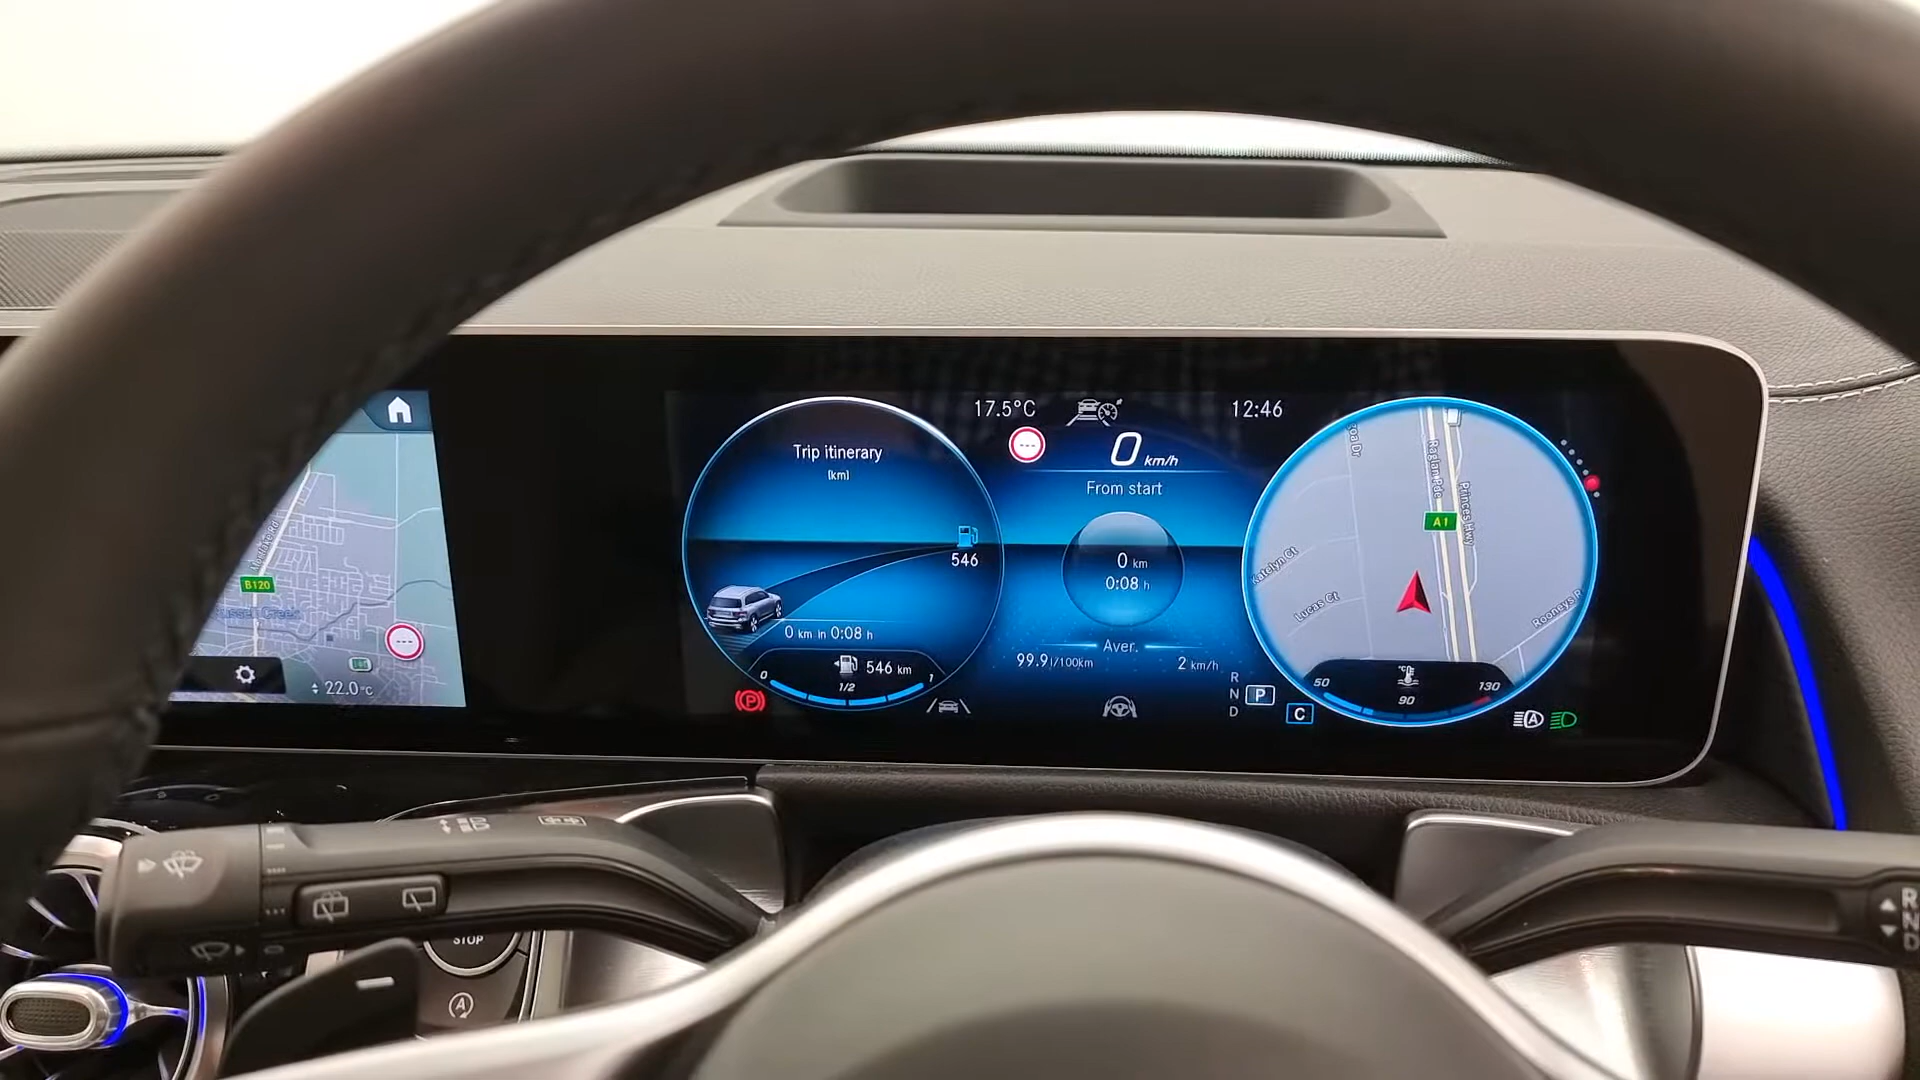 17.5°C
12:46
0 km/h
From start
0 km
0:08 h
Aver.
99.9 l/100km
2 km/h
Trip itinerary
[km]
546
0 km in 0:08 h
546 km
0
1/2
1
P
R
N
D
P
C
Raglan Pde
Princes Hwy
A1
Katelyn Ct
Lucas Ct
50
°C
90
130
A
B120
22.0°C
STOP
A
R
N
D